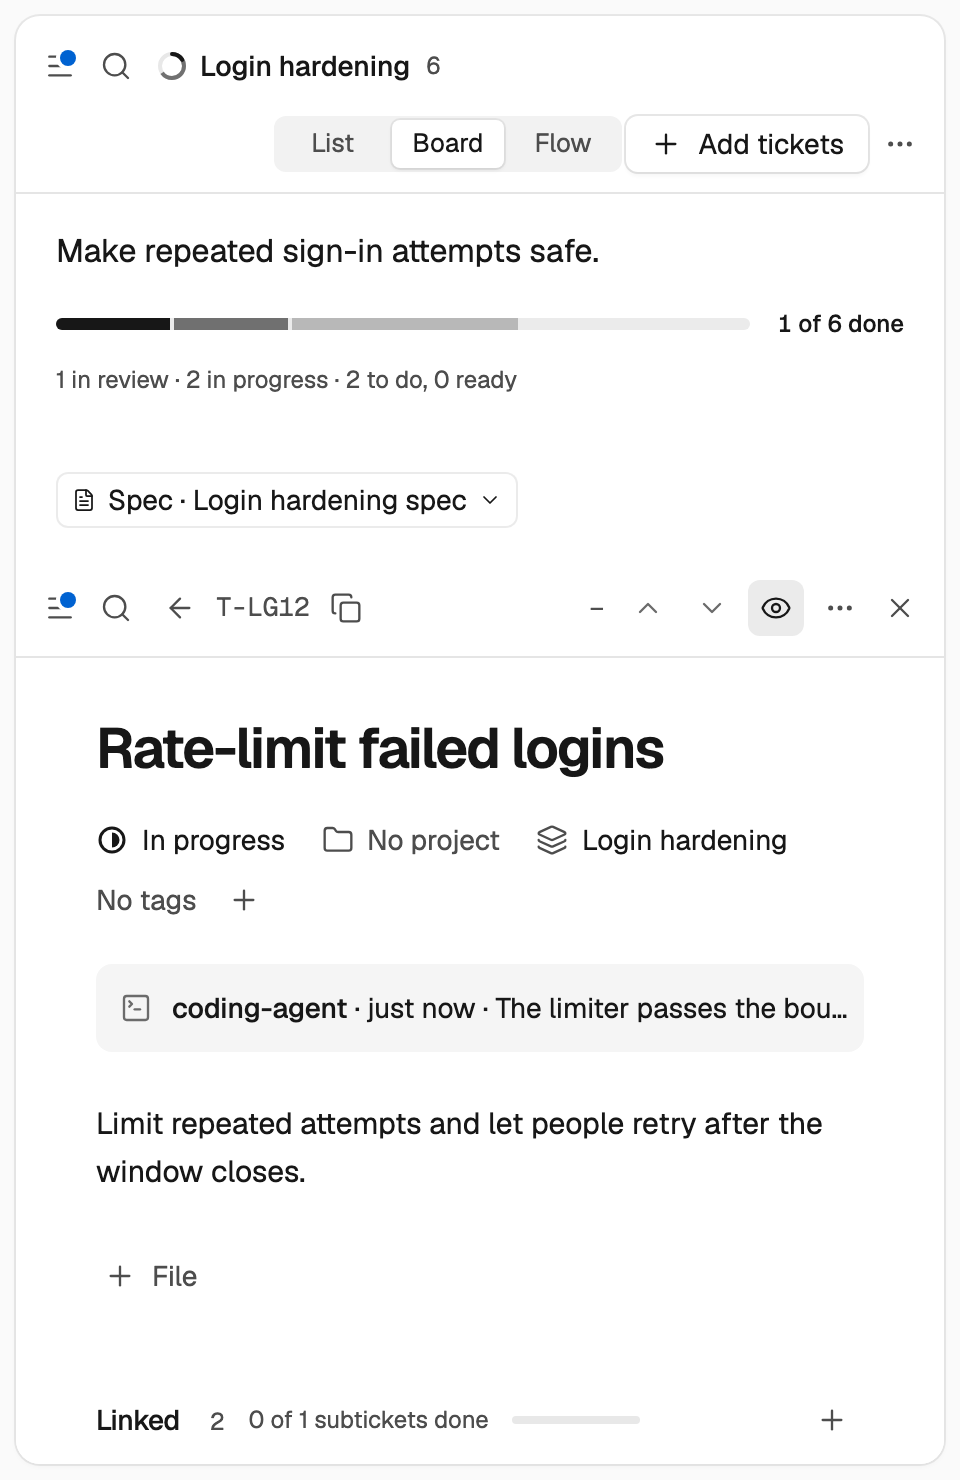 Login hardening 6
List Board Flow + Add tickets ...
Make repeated sign-in attempts safe.
1 of 6 done
1 in review · 2 in progress · 2 to do, 0 ready
Spec · Login hardening spec
T-LG12
Rate-limit failed logins
In progress No project Login hardening
No tags +
coding-agent · just now · The limiter passes the bou...
Limit repeated attempts and let people retry after the
window closes.
+ File
Linked 2 0 of 1 subtickets done +